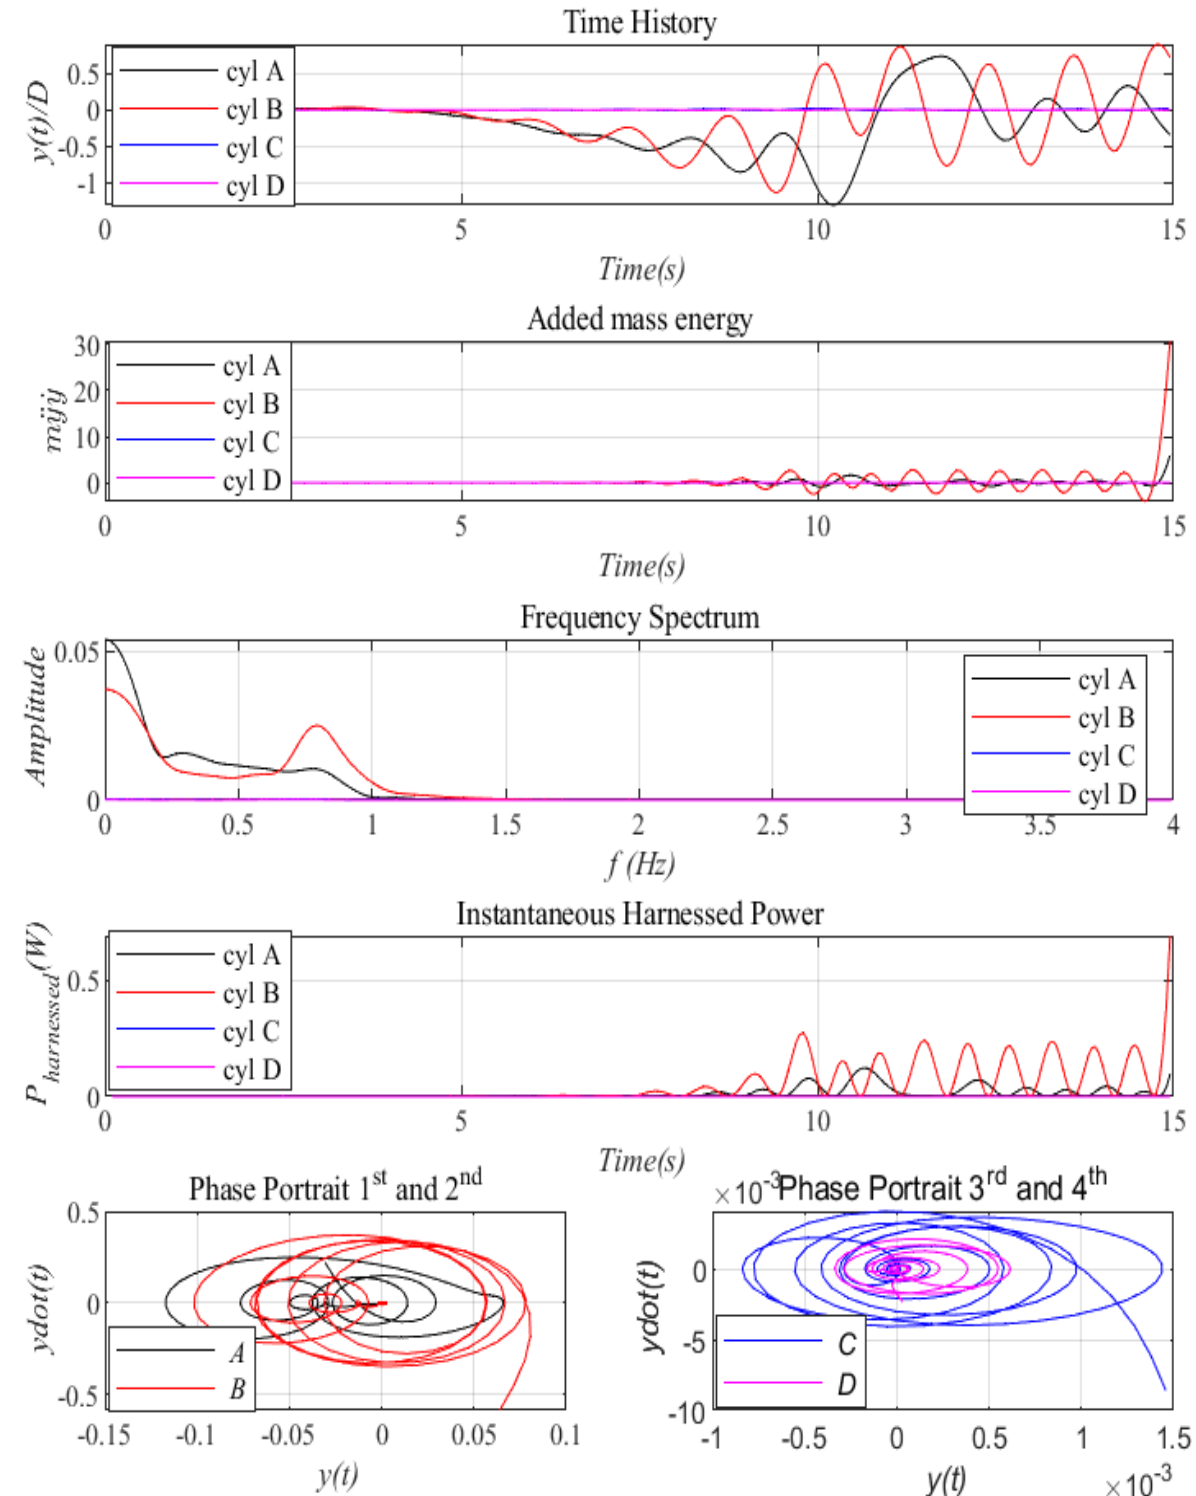 Time History
y(t)/D
0.5
0
-0.5
-1
cyl A
cyl B
cyl C
cyl D
0 5 10 15
Time(s)
Added mass energy
mÿẏ
30
20
10
0
cyl A
cyl B
cyl C
cyl D
0 5 10 15
Time(s)
Frequency Spectrum
Amplitude
0.05
0
cyl A
cyl B
cyl C
cyl D
0 0.5 1 1.5 2 2.5 3 3.5 4
f (Hz)
Instantaneous Harnessed Power
P harnessed (W)
0.5
0
cyl A
cyl B
cyl C
cyl D
0 5 10 15
Time(s)
Phase Portrait 1st and 2nd
ydot(t)
0.5
0
-0.5
A
B
-0.15 -0.1 -0.05 0 0.05 0.1
y(t)
×10-3
Phase Portrait 3rd and 4th
ydot(t)
0
-5
-10
C
D
-1 -0.5 0 0.5 1 1.5
y(t)
×10-3